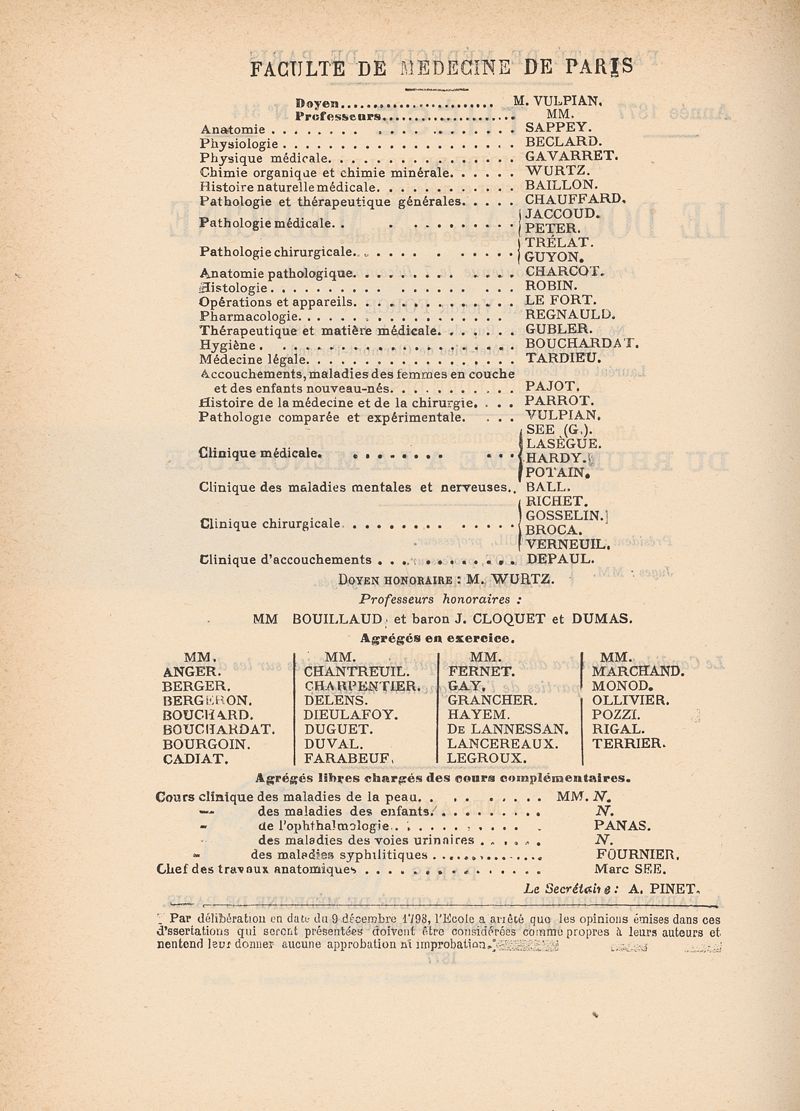 FACULTE DE MEDECINE DE PARIS
Doyen....................... M. VULPIAN.
Professeurs.................... MM.
Anatomie . . . . . . . . . . . . . . . . SAPPEY.
Physiologie . . . . . . . . . . . . . . . . . . . BECLARD.
Physique médicale. . . . . . . . . . . . . . . . GAVARRET.
Chimie organique et chimie minérale. . . . . . WURTZ.
Histoire naturelle médicale. . . . . . . . . . . . BAILLON.
Pathologie et thérapeutique générales. . . . . CHAUFFARD.
Pathologie médicale. . . . . . . . . . . . { JACCOUD.
PETER.
Pathologie chirurgicale. . . . . . . . . . . . { TRÉLAT.
GUYON.
Anatomie pathologique. . . . . . . . . . . . CHARCOT.
Histologie . . . . . . . . . . . . . . . . ROBIN.
Opérations et appareils. . . . . . . . . . . . . . LE FORT.
Pharmacologie. . . . . . . . . . . . . . . . REGNAULD.
Thérapeutique et matière médicale. . . . . . . GUBLER.
Hygiène . . . . . . . . . . . . . . . . . . . BOUCHARDAT.
Médecine légale. . . . . . . . . . . . . . . . . TARDIEU.
Accouchements, maladies des femmes en couche
et des enfants nouveau-nés. . . . . . . . . . . PAJOT.
Histoire de la médecine et de la chirurgie. . . . PARROT.
Pathologie comparée et expérimentale. . . . VULPIAN.
Clinique médicale. . . . . . . . . . . . { SEE (G.).
LASÈGUE.
HARDY.
POTAIN.
Clinique des maladies mentales et nerveuses. . BALL.
Clinique chirurgicale . . . . . . . . . . . . . { RICHET.
GOSSELIN.
BROCA.
VERNEUIL.
Clinique d'accouchements . . . . . . . . . . . . DEPAUL.
DOYEN HONORAIRE : M. WURTZ.
Professeurs honoraires :
MM BOUILLAUD, et baron J. CLOQUET et DUMAS.
Agrégés en exercice.
MM. MM. MM. MM.
ANGER. CHANTREUIL. FERNET. MARCHAND.
BERGER. CHARPENTIER. GAY. MONOD.
BERGERON. DELENS. GRANCHER. OLLIVIER.
BOUCHARD. DIEULAFOY. HAYEM. POZZI.
BOUCHARDAT. DUGUET. De LANNESSAN. RIGAL.
BOURGOIN. DUVAL. LANCEREAUX. TERRIER.
CADIAT. FARABEUF. LEGROUX.
Agrégés libres chargés des cours complémentaires.
Cours clinique des maladies de la peau. . . . . . . . . MM. N.
— des maladies des enfants. . . . . . . . . . N.
- de l'ophthalmologie. . . . . . . . . . . . . PANAS.
des maladies des voies urinaires . . . . . . N.
- des maladies syphilitiques . . . . . . . . . . . . FOURNIER.
Chef des travaux anatomiques . . . . . . . . . . . . . . . Marc SEE.
Le Secrétaire : A. PINET.
Par délibération en date du 9 décembre 1798, l'Ecole a arrêté que les opinions émises dans ces
d'ssertations qui seront présentées doivent être considérées comme propres à leurs auteurs et
nentend leur donner aucune approbation ni improbation.